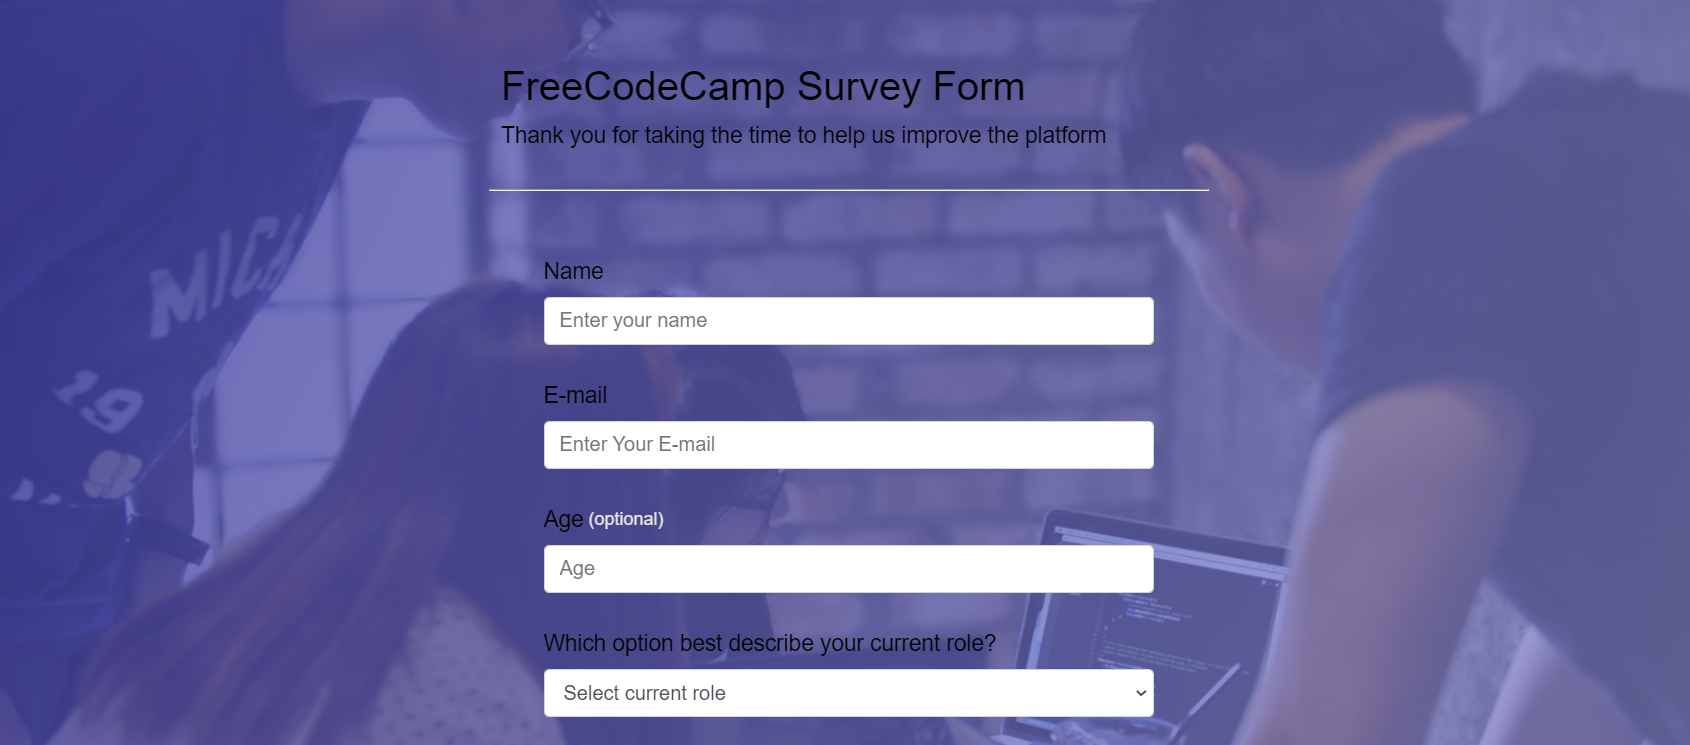 FreeCodeCamp Survey Form
Thank you for taking the time to help us improve the platform
Name
Enter your name
E-mail
Enter Your E-mail
Age (optional)
Age
Which option best describe your current role?
Select current role
19